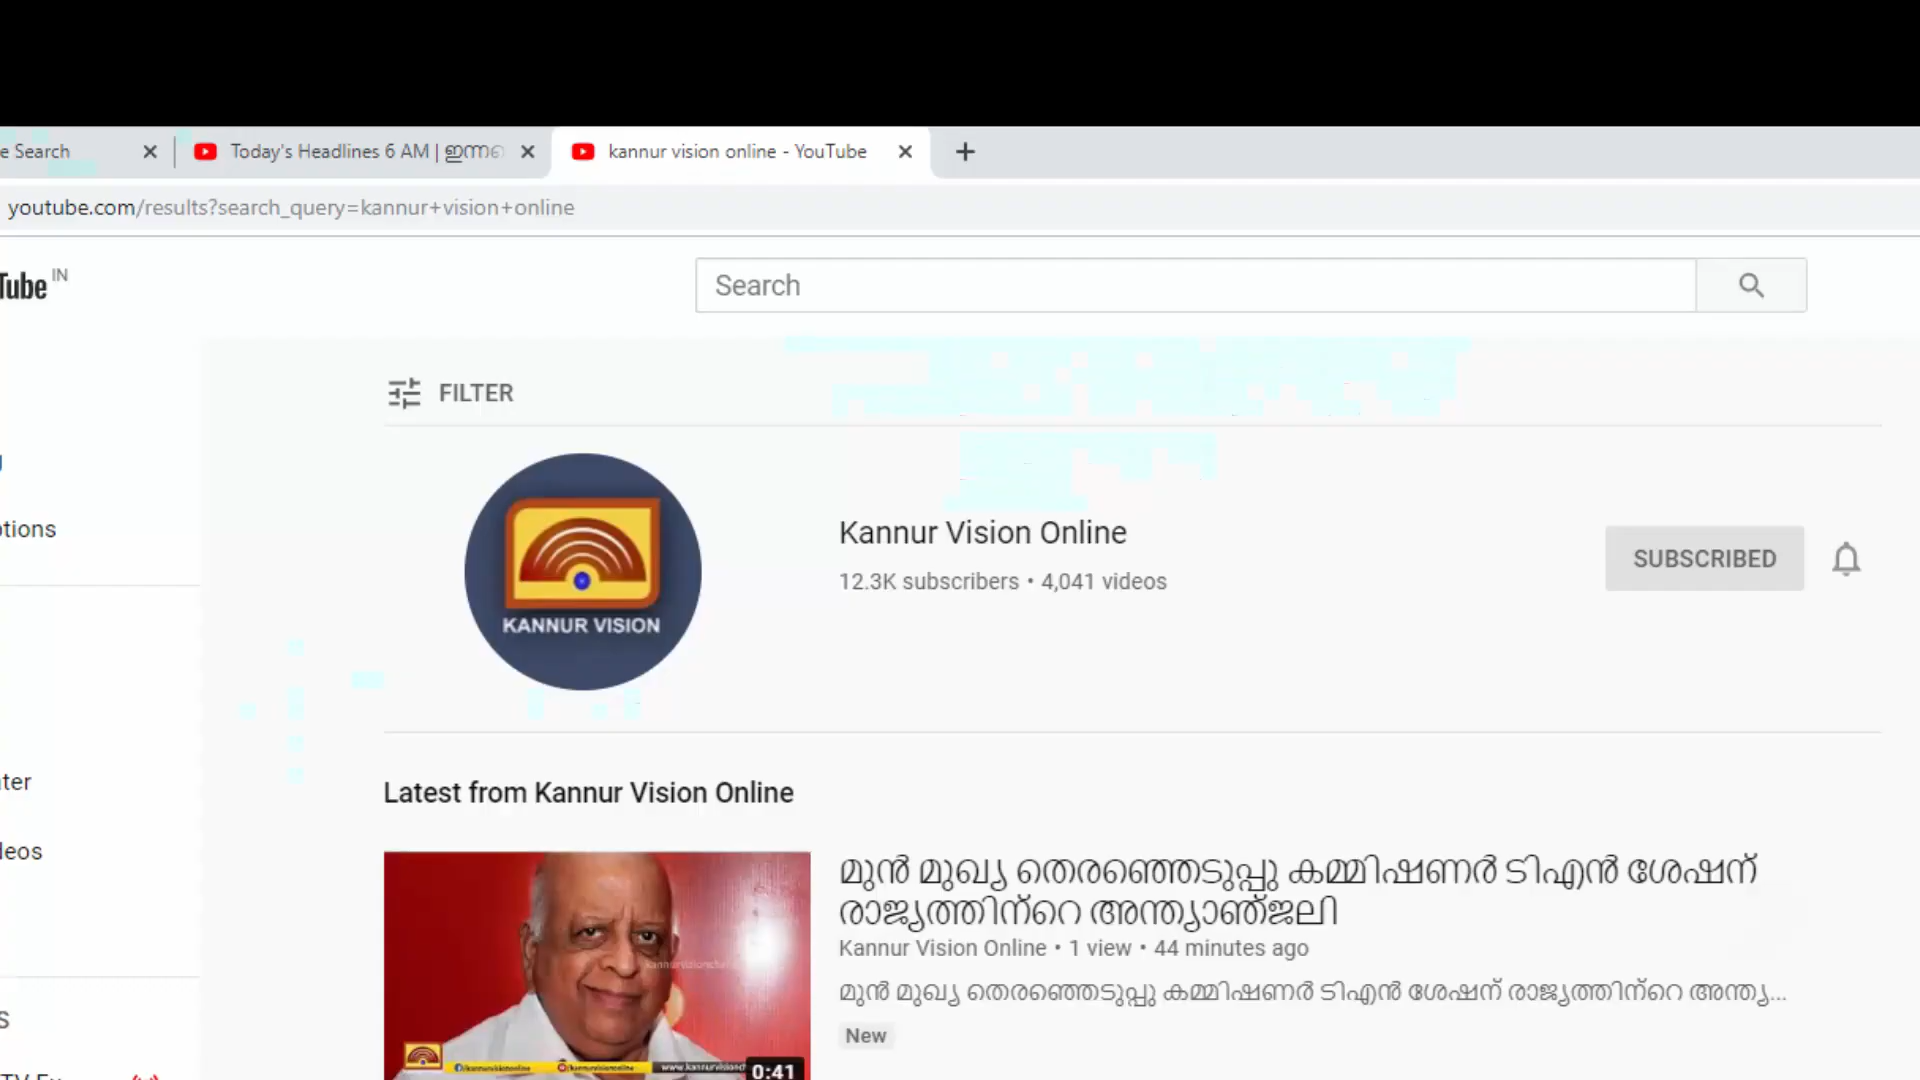 e Search
Today's Headlines 6 AM | ഇന്ന
kannur vision online - YouTube
youtube.com/results?search_query=kannur+vision+online
Tube IN
Search
FILTER
KANNUR VISION
Kannur Vision Online
12.3K subscribers • 4,041 videos
SUBSCRIBED
otions
ter
leos
Latest from Kannur Vision Online
മുൻ മുഖ്യ തെരഞ്ഞെടുപ്പു കമ്മിഷണർ ടിഎൻ ശേഷന്
രാജ്യത്തിന്റെ അന്ത്യാഞ്ജലി
Kannur Vision Online • 1 view • 44 minutes ago
മുൻ മുഖ്യ തെരഞ്ഞെടുപ്പു കമ്മിഷണർ ടിഎൻ ശേഷന് രാജ്യത്തിന്റെ അന്ത്യ...
New
S
0:41